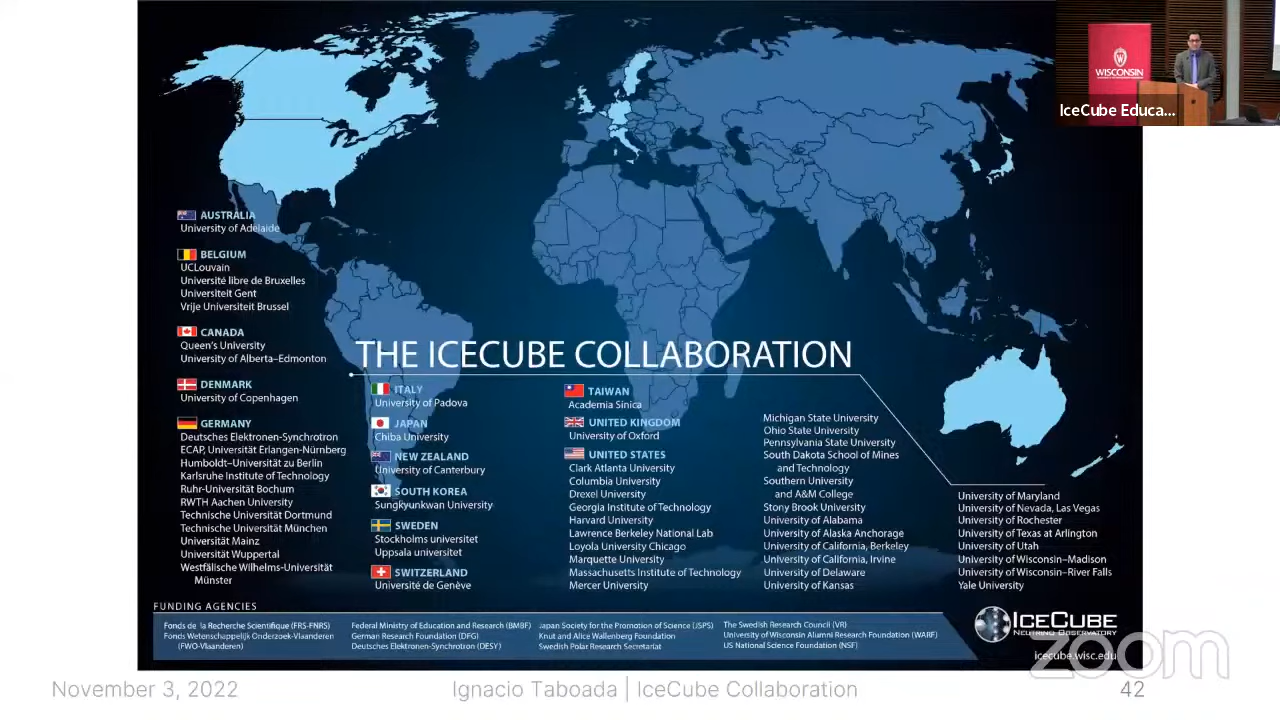 WISCONSIN
IceCube Educa...
AUSTRALIA
University of Adelaide
BELGIUM
UCLouvain
Université libre de Bruxelles
Universiteit Gent
Vrije Universiteit Brussel
CANADA
Queen's University
University of Alberta–Edmonton
DENMARK
University of Copenhagen
GERMANY
Deutsches Elektronen-Synchrotron
ECAP, Universität Erlangen-Nürnberg
Humboldt–Universität zu Berlin
Karlsruhe Institute of Technology
Ruhr-Universität Bochum
RWTH Aachen University
Technische Universität Dortmund
Technische Universität München
Universität Mainz
Universität Wuppertal
Westfälische Wilhelms-Universität
Münster
THE ICECUBE COLLABORATION
ITALY
University of Padova
JAPAN
Chiba University
NEW ZEALAND
University of Canterbury
SOUTH KOREA
Sungkyunkwan University
SWEDEN
Stockholms universitet
Uppsala universitet
SWITZERLAND
Université de Genève
TAIWAN
Academia Sinica
UNITED KINGDOM
University of Oxford
UNITED STATES
Clark Atlanta University
Columbia University
Drexel University
Georgia Institute of Technology
Harvard University
Lawrence Berkeley National Lab
Loyola University Chicago
Marquette University
Massachusetts Institute of Technology
Mercer University
Michigan State University
Ohio State University
Pennsylvania State University
South Dakota School of Mines
and Technology
Southern University
and A&M College
Stony Brook University
University of Alabama
University of Alaska Anchorage
University of California, Berkeley
University of California, Irvine
University of Delaware
University of Kansas
University of Maryland
University of Nevada, Las Vegas
University of Rochester
University of Texas at Arlington
University of Utah
University of Wisconsin–Madison
University of Wisconsin–River Falls
Yale University
FUNDING AGENCIES
Fonds de la Recherche Scientifique (FRS-FNRS)
Fonds Wetenschappelijk Onderzoek-Vlaanderen
(FWO-Vlaanderen)
Federal Ministry of Education and Research (BMBF)
German Research Foundation (DFG)
Deutsches Elektronen-Synchrotron (DESY)
Japan Society for the Promotion of Science (JSPS)
Knut and Alice Wallenberg Foundation
Swedish Polar Research Secretariat
The Swedish Research Council (VR)
University of Wisconsin Alumni Research Foundation (WARF)
US National Science Foundation (NSF)
ICECUBE
NEUTRINO OBSERVATORY
icecube.wisc.edu
zoom
November 3, 2022
Ignacio Taboada | IceCube Collaboration
42